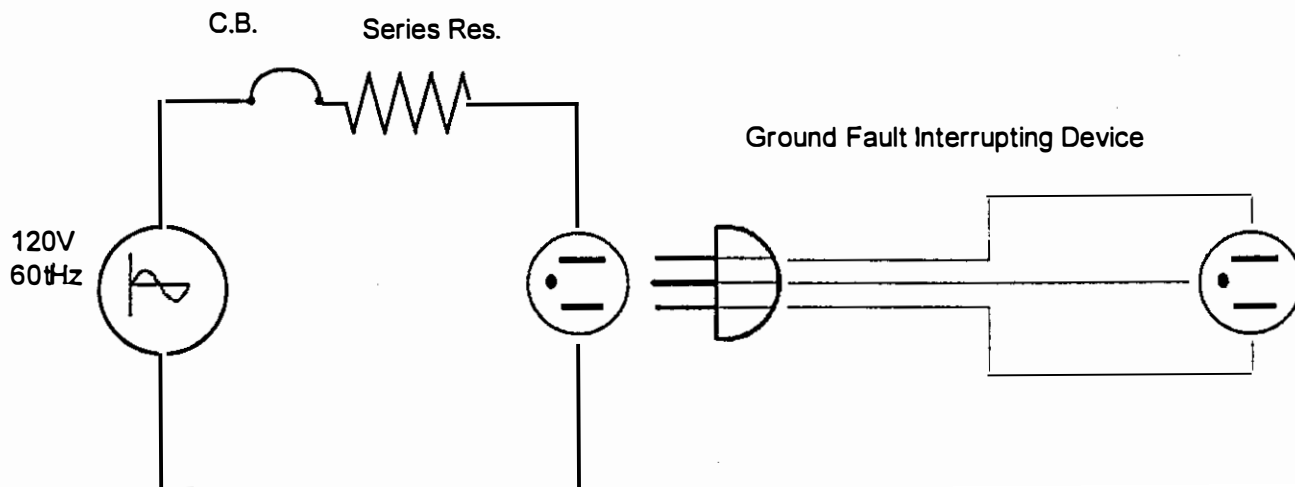 C.B.
Series Res.
Ground Fault Interrupting Device
120V
60tHz